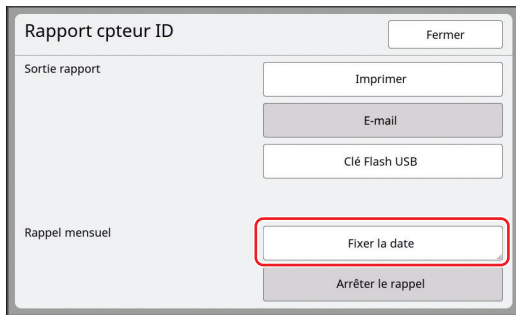 Rapport cpteur ID
Fermer
Sortie rapport
Imprimer
E-mail
Clé Flash USB
Rappel mensuel
Fixer la date
Arrêter le rappel